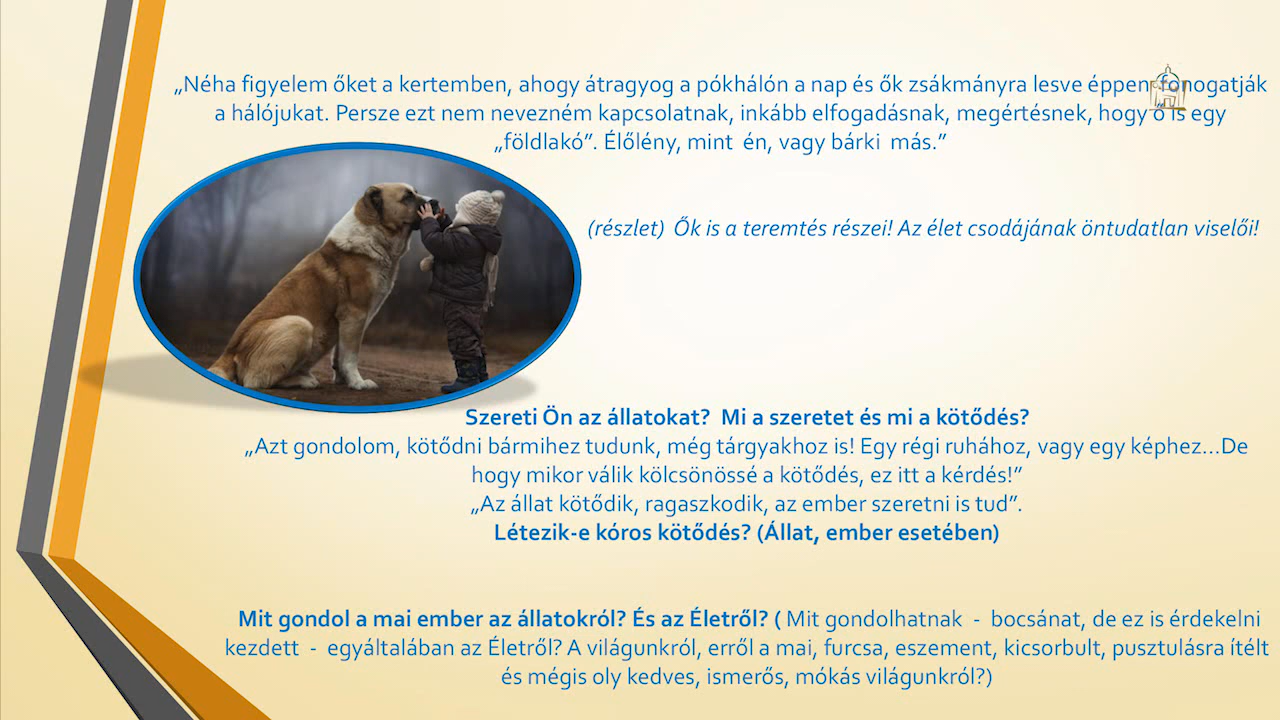 „Néha figyelem őket a kertemben, ahogy átragyog a pókhálón a nap és ők zsákmányra lesve éppen fonogatják
a hálójukat. Persze ezt nem nevezném kapcsolatnak, inkább elfogadásnak, megértésnek, hogy ő is egy
„földlakó”. Élőlény, mint én, vagy bárki más.”
(részlet) Ők is a teremtés részei! Az élet csodájának öntudatlan viselői!
Szereti Ön az állatokat? Mi a szeretet és mi a kötődés?
„Azt gondolom, kötődni bármihez tudunk, még tárgyakhoz is! Egy régi ruhához, vagy egy képhez...De
hogy mikor válik kölcsönössé a kötődés, ez itt a kérdés!”
„Az állat kötődik, ragaszkodik, az ember szeretni is tud”.
Létezik-e kóros kötődés? (Állat, ember esetében)
Mit gondol a mai ember az állatokról? És az Életről? ( Mit gondolhatnak - bocsánat, de ez is érdekelni
kezdett - egyáltalában az Életről? A világunkról, erről a mai, furcsa, eszement, kicsorbult, pusztulásra ítélt
és mégis oly kedves, ismerős, mókás világunkról?)